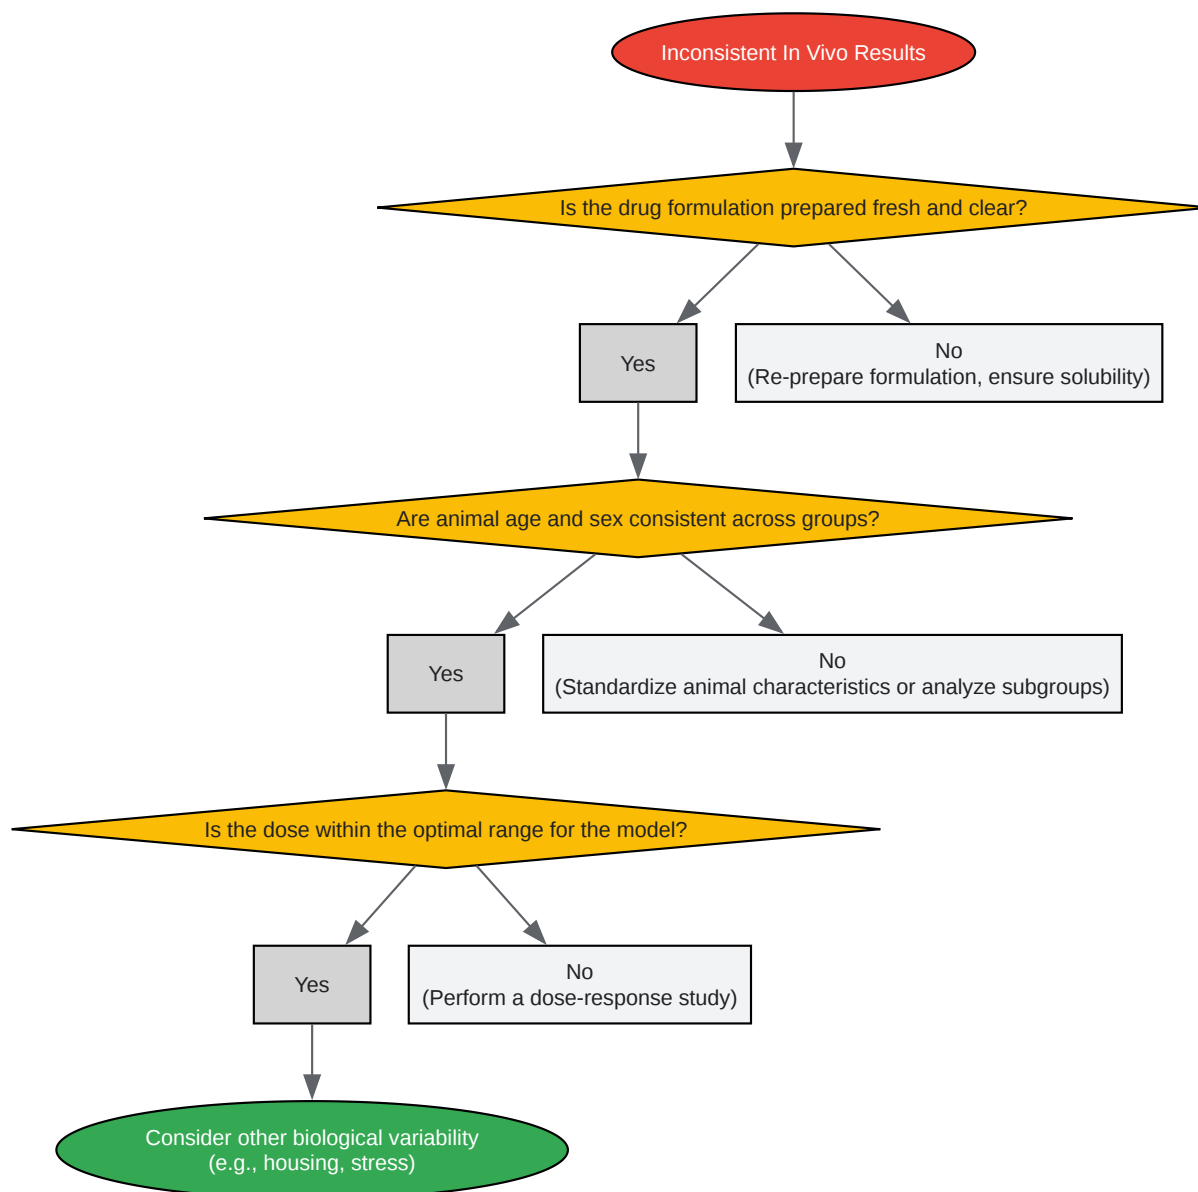 Inconsistent In Vivo Results
Is the drug formulation prepared fresh and clear?
Yes
No
(Re-prepare formulation, ensure solubility)
Are animal age and sex consistent across groups?
Yes
No
(Standardize animal characteristics or analyze subgroups)
Is the dose within the optimal range for the model?
Yes
No
(Perform a dose-response study)
Consider other biological variability
(e.g., housing, stress)